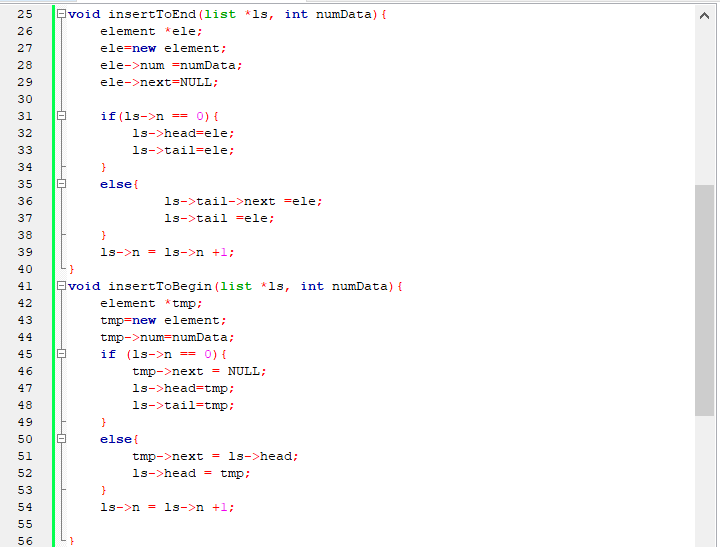 25 void insertToEnd(list *ls, int numData){
26 element *ele;
27 ele=new element;
28 ele->num =numData;
29 ele->next=NULL;
30
31 if(ls->n == 0){
32 ls->head=ele;
33 ls->tail=ele;
34 }
35 else{
36 ls->tail->next =ele;
37 ls->tail =ele;
38 }
39 ls->n = ls->n +1;
40 }
41 void insertToBegin(list *ls, int numData){
42 element *tmp;
43 tmp=new element;
44 tmp->num=numData;
45 if (ls->n == 0){
46 tmp->next = NULL;
47 ls->head=tmp;
48 ls->tail=tmp;
49 }
50 else{
51 tmp->next = ls->head;
52 ls->head = tmp;
53 }
54 ls->n = ls->n +1;
55
56 }